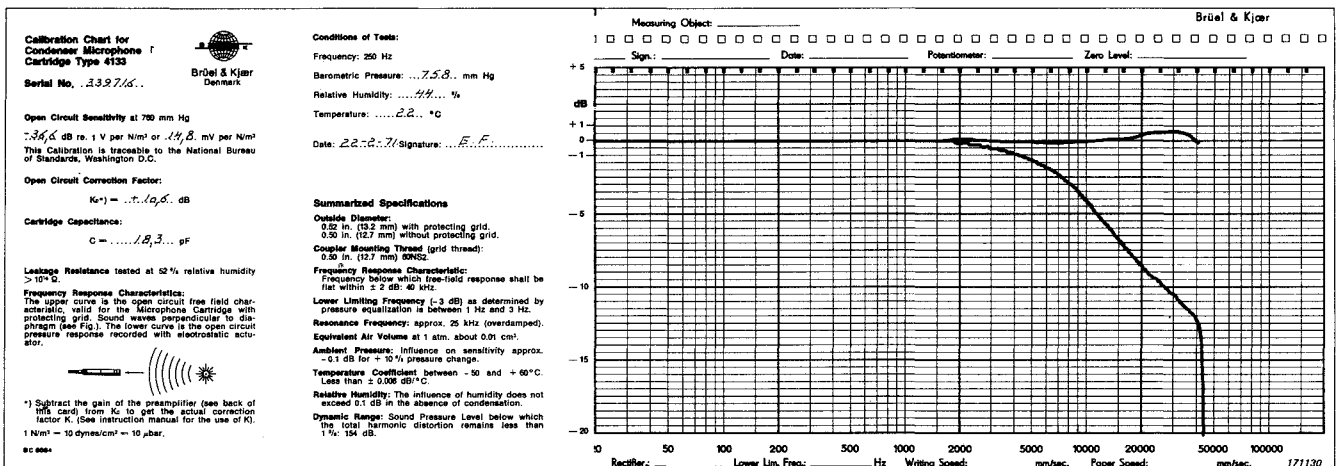 Calibration Chart for
Condenser Microphone
Cartridge Type 4133
Serial No. 339716
Brüel & Kjær
Denmark
Open Circuit Sensitivity at 760 mm Hg
-36,6 dB re. 1 V per N/m² or 14,8 mV per N/m²
This Calibration is traceable to the National Bureau
of Standards, Washington D.C.
Open Circuit Correction Factor:
K₀*) = + 10,6 dB
Cartridge Capacitance:
C = 18,3 pF
Leakage Resistance tested at 52 % relative humidity
> 10¹⁴ Ω.
Frequency Response Characteristics:
The upper curve is the open circuit free field char-
acteristic, valid for the Microphone Cartridge with
protecting grid. Sound waves perpendicular to dia-
phragm (see Fig.). The lower curve is the open circuit
pressure response recorded with electrostatic actu-
ator.
*) Subtract the gain of the preamplifier (see back of
this card) from K₀ to get the actual correction
factor K. (See instruction manual for the use of K).
1 N/m² = 10 dynes/cm² = 10 μbar.
Conditions of Tests:
Frequency: 250 Hz
Barometric Pressure: 758 mm Hg
Relative Humidity: 44 %
Temperature: 22 °C
Date: 22-2-71 Signature: E.F.
Summarized Specifications
Outside Diameter:
0.52 in. (13.2 mm) with protecting grid.
0.50 in. (12.7 mm) without protecting grid.
Coupler Mounting Thread (grid thread):
0.50 in. (12.7 mm) 60NS2.
Frequency Response Characteristic:
Frequency below which free-field response shall be
flat within ± 2 dB: 40 kHz.
Lower Limiting Frequency (-3 dB) as determined by
pressure equalization is between 1 Hz and 3 Hz.
Resonance Frequency: approx. 25 kHz (overdamped).
Equivalent Air Volume at 1 atm. about 0.01 cm³.
Ambient Pressure: Influence on sensitivity approx.
-0.1 dB for + 10 % pressure change.
Temperature Coefficient between -50 and + 60°C.
Less than ± 0.008 dB/°C.
Relative Humidity: The influence of humidity does not
exceed 0.1 dB in the absence of condensation.
Dynamic Range: Sound Pressure Level below which
the total harmonic distortion remains less than
1 %: 154 dB.
Measuring Object: Brüel & Kjær
Sign.: Date: Potentiometer: Zero Level:
+ 5
dB
+ 1
0
- 1
- 5
- 10
- 15
- 20
50 100 200 500 1000 2000 5000 10000 20000 50000 100000
Rectifier: Lower Lim. Freq.: Hz Writing Speed: mm/sec. Paper Speed: mm/sec. 171130